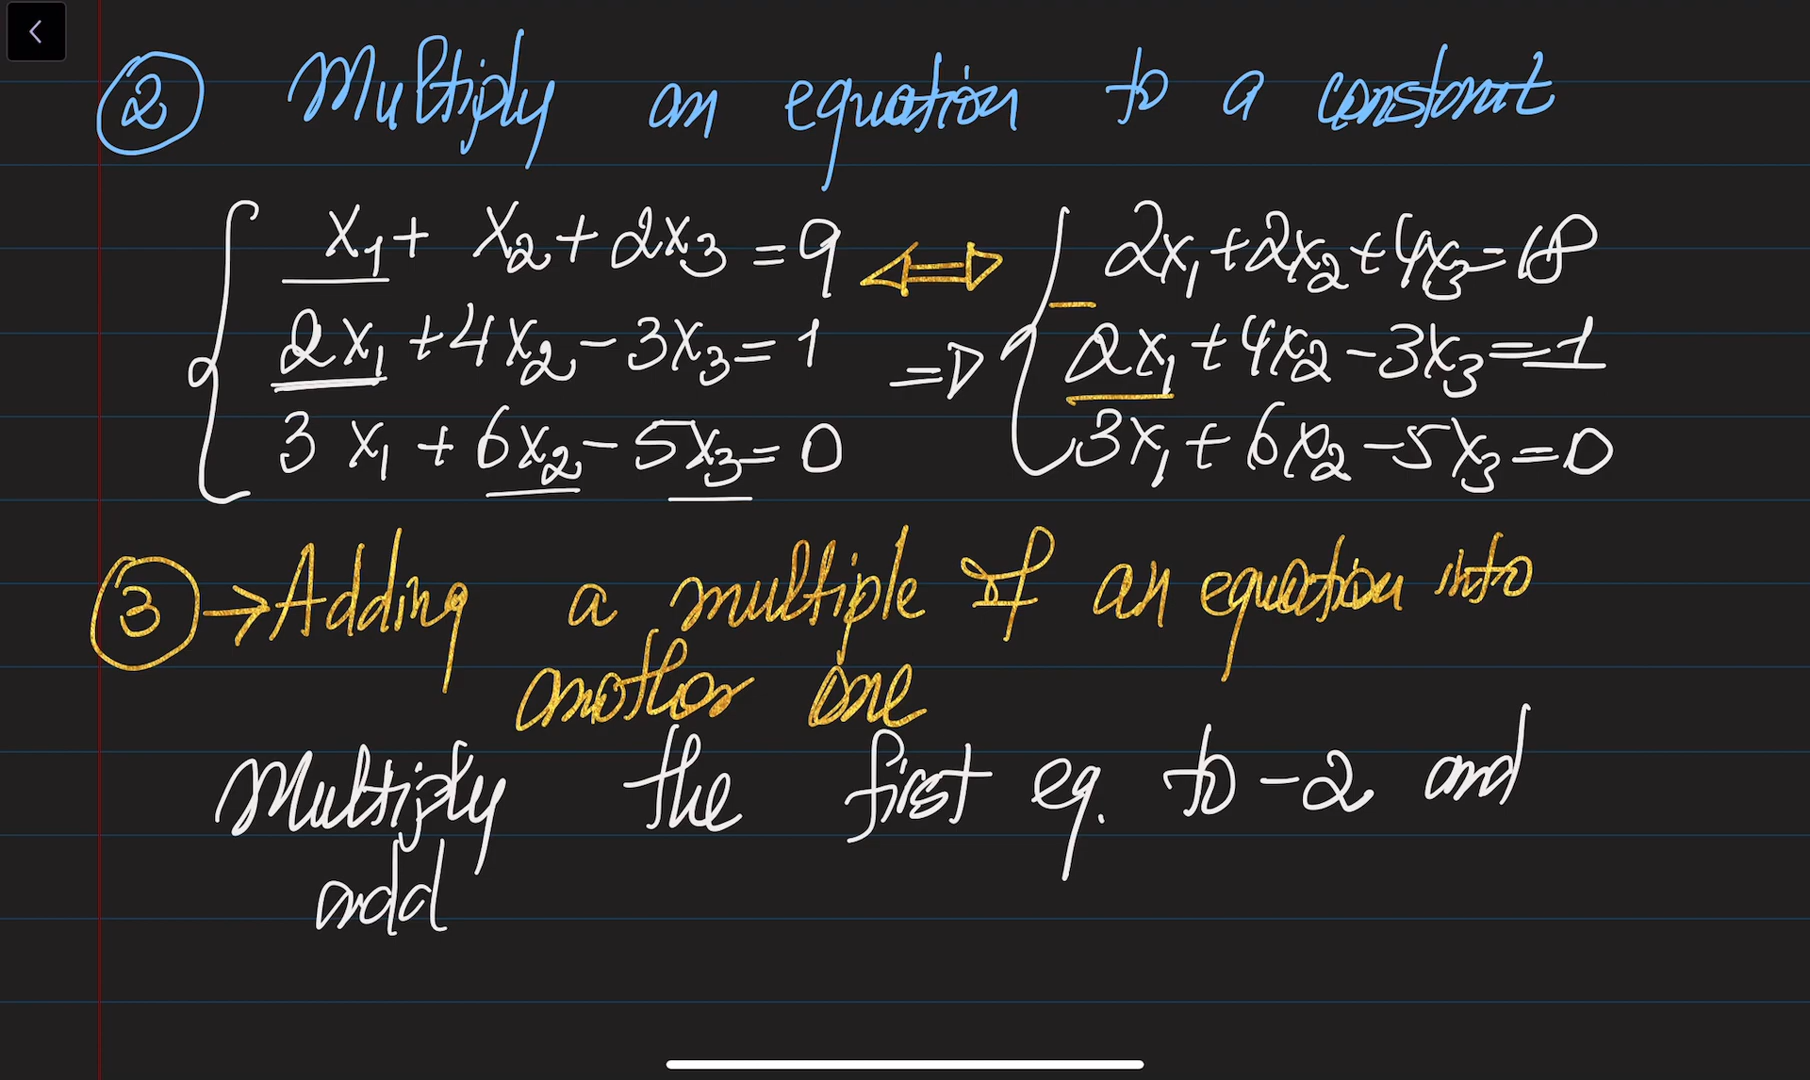 ② Multiply an equation to a constant
x₁ + x₂ + 2x₃ = 9 ⇔ 2x₁ + 2x₂ + 4x₃ = 18
2x₁ + 4x₂ - 3x₃ = 1 ⇒ 2x₁ + 4x₂ - 3x₃ = 1
3x₁ + 6x₂ - 5x₃ = 0 3x₁ + 6x₂ - 5x₃ = 0
③ → Adding a multiple of an equation into
another one
Multiply the first eq. to -2 and
add